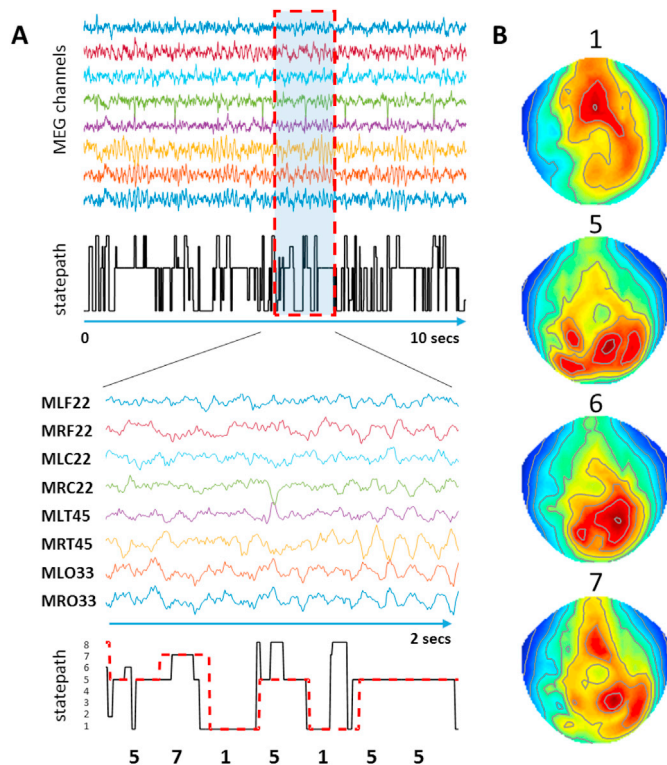 A
MEG channels
statepath
0 10 secs
MLF22
MRF22
MLC22
MRC22
MLT45
MRT45
MLO33
MRO33
2 secs
statepath
8
7
6
5
4
3
2
1
5 7 1 5 1 5 5
B
1
5
6
7